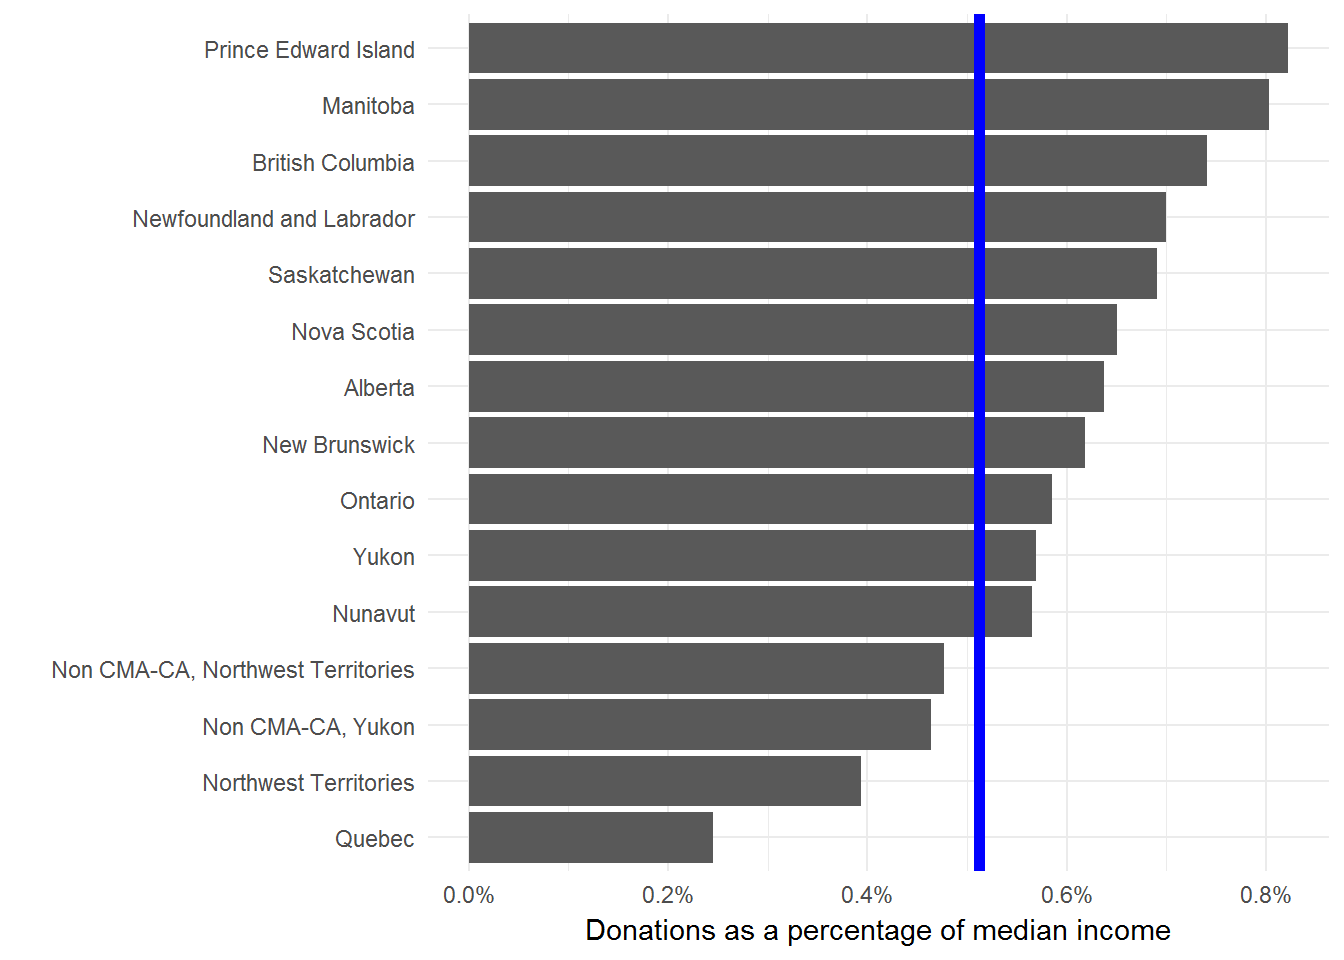 Prince Edward Island
Manitoba
British Columbia
Newfoundland and Labrador
Saskatchewan
Nova Scotia
Alberta
New Brunswick
Ontario
Yukon
Nunavut
Non CMA-CA, Northwest Territories
Non CMA-CA, Yukon
Northwest Territories
Quebec
0.0% 0.2% 0.4% 0.6% 0.8%
Donations as a percentage of median income